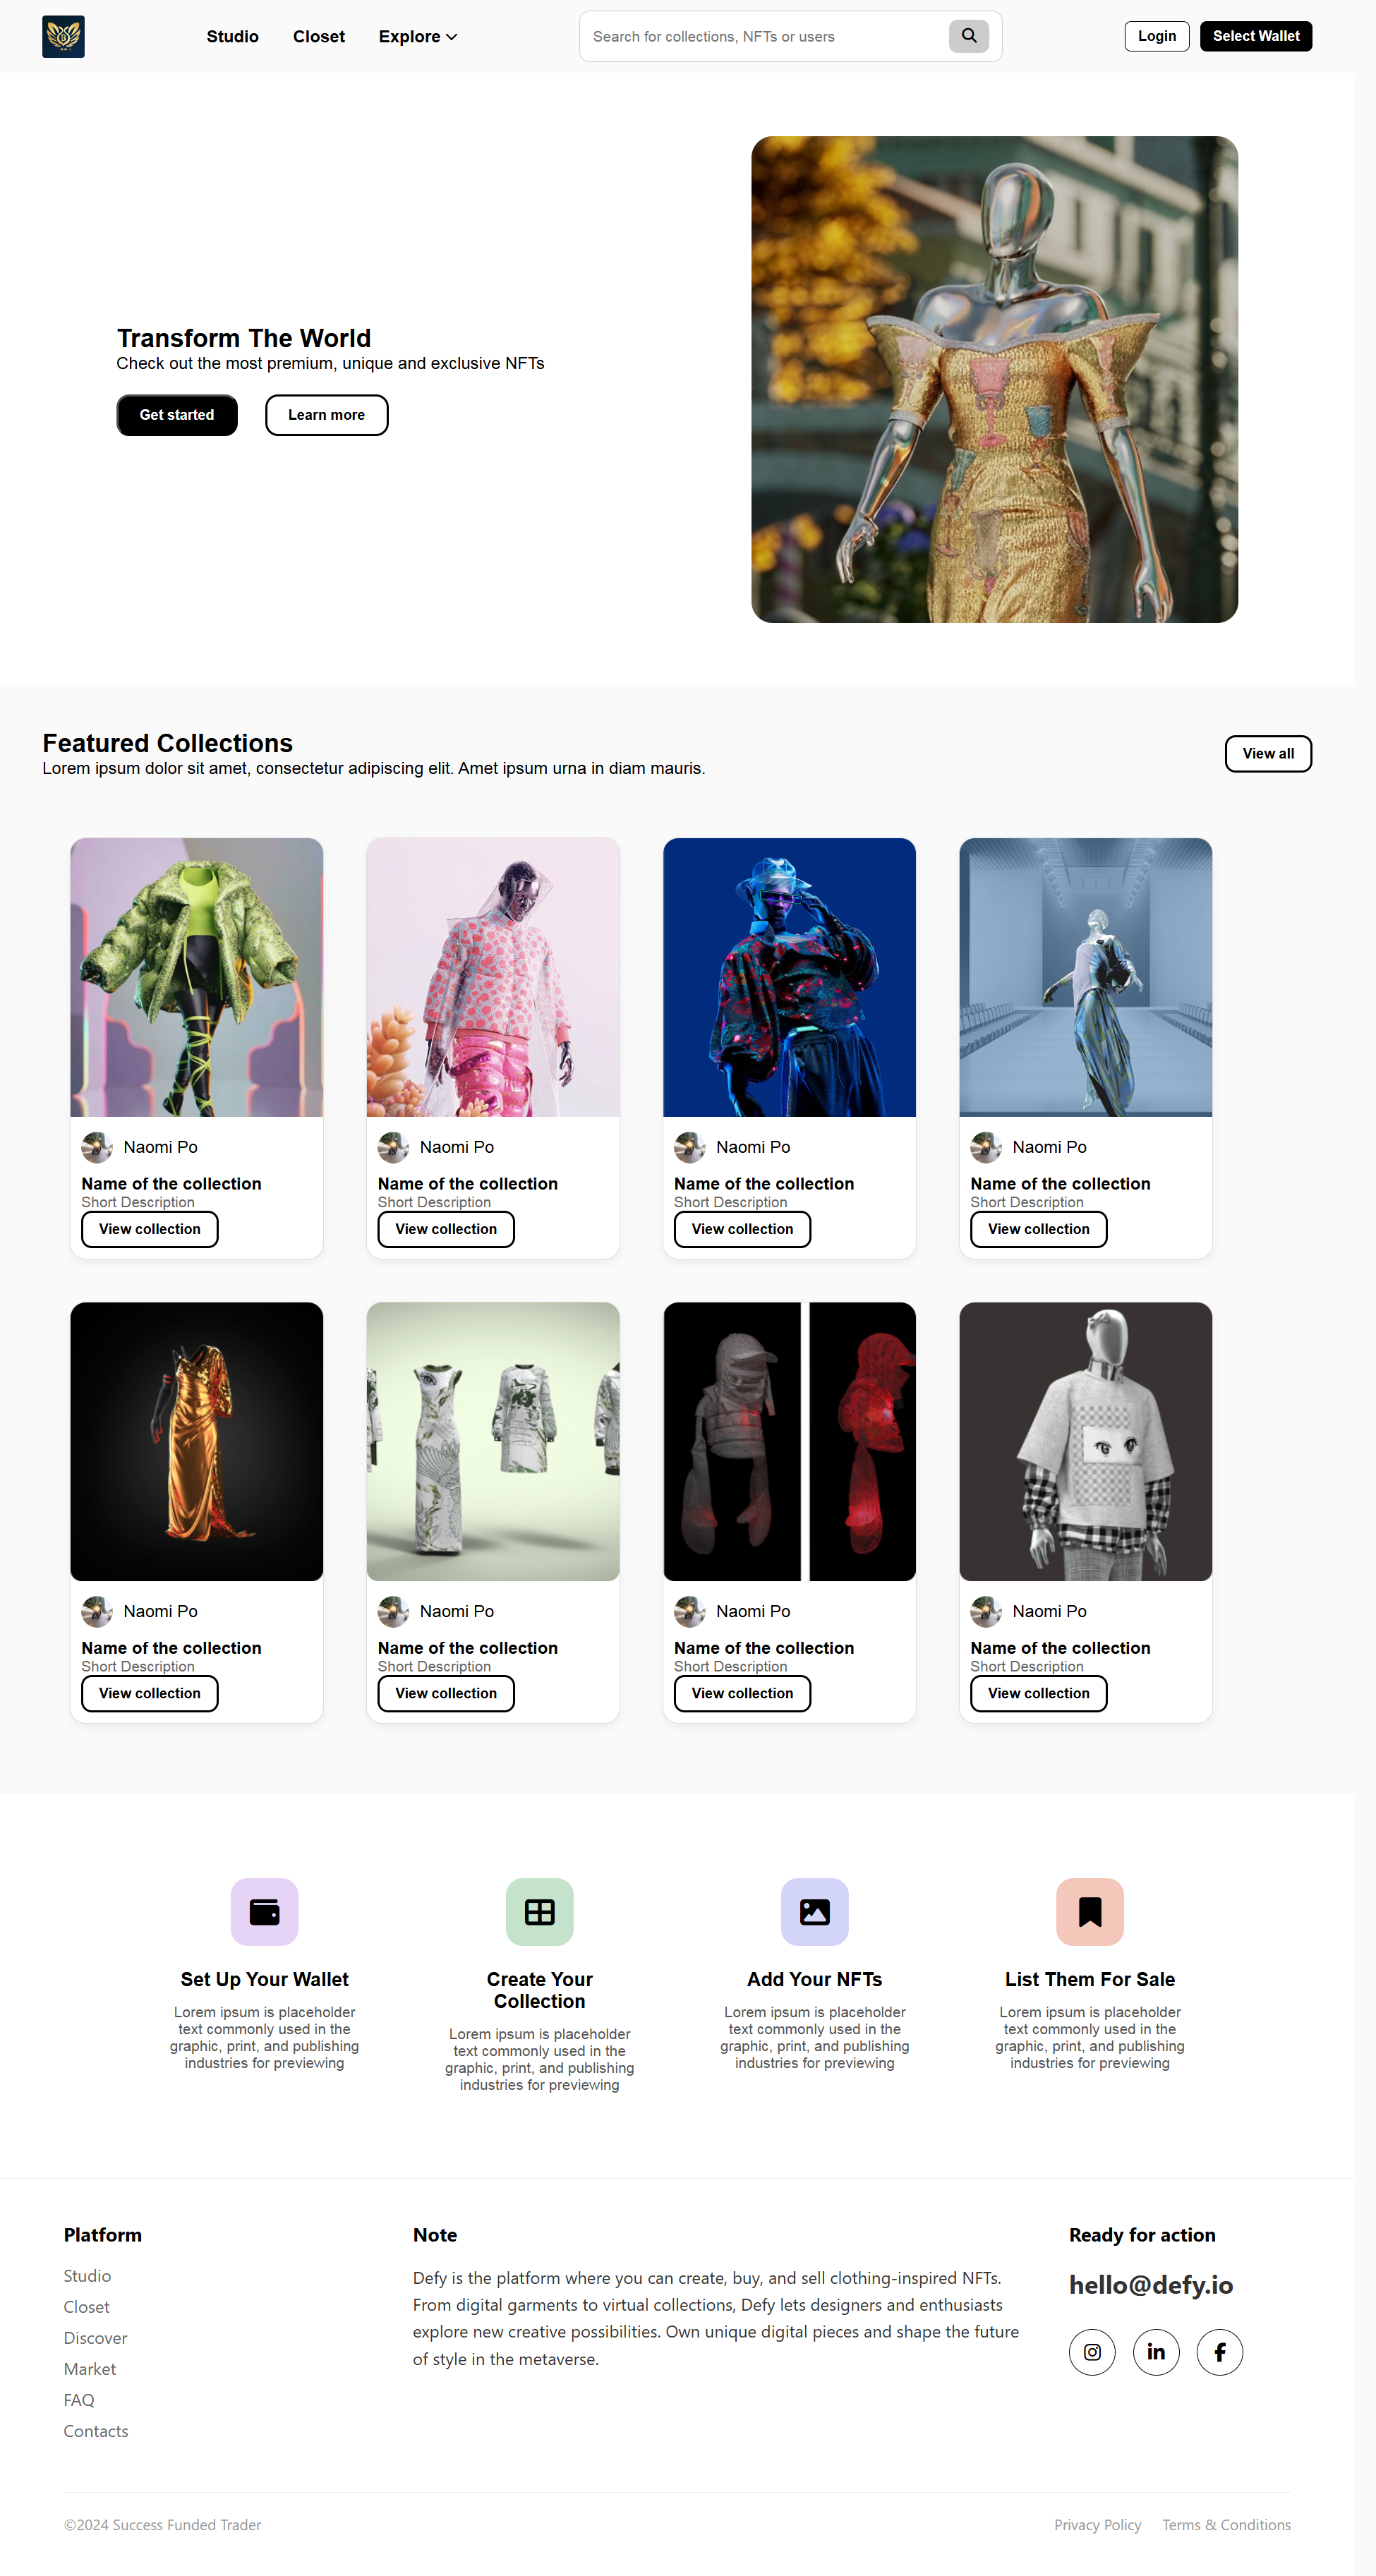 Studio
Closet
Explore
Search for collections, NFTs or users
Login
Select Wallet
Transform The World
Check out the most premium, unique and exclusive NFTs
Get started
Learn more
Featured Collections
Lorem ipsum dolor sit amet, consectetur adipiscing elit. Amet ipsum urna in diam mauris.
View all
Naomi Po
Name of the collection
Short Description
View collection
Naomi Po
Name of the collection
Short Description
View collection
Naomi Po
Name of the collection
Short Description
View collection
Naomi Po
Name of the collection
Short Description
View collection
Naomi Po
Name of the collection
Short Description
View collection
Naomi Po
Name of the collection
Short Description
View collection
Naomi Po
Name of the collection
Short Description
View collection
Naomi Po
Name of the collection
Short Description
View collection
Set Up Your Wallet
Lorem ipsum is placeholder
text commonly used in the
graphic, print, and publishing
industries for previewing
Create Your
Collection
Lorem ipsum is placeholder
text commonly used in the
graphic, print, and publishing
industries for previewing
Add Your NFTs
Lorem ipsum is placeholder
text commonly used in the
graphic, print, and publishing
industries for previewing
List Them For Sale
Lorem ipsum is placeholder
text commonly used in the
graphic, print, and publishing
industries for previewing
Platform
Studio
Closet
Discover
Market
FAQ
Contacts
Note
Defy is the platform where you can create, buy, and sell clothing-inspired NFTs.
From digital garments to virtual collections, Defy lets designers and enthusiasts
explore new creative possibilities. Own unique digital pieces and shape the future
of style in the metaverse.
Ready for action
hello@defy.io
©2024 Success Funded Trader
Privacy Policy
Terms & Conditions